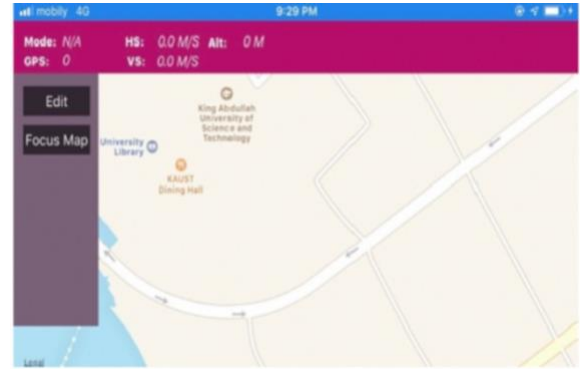 mobily 4G 9:29 PM
Mode: N/A HS: 0.0 M/S Alt: 0 M
GPS: 0 VS: 0.0 M/S
Edit
Focus Map
King Abdullah
University of
Science and
Technology
University
Library
KAUST
Dining Hall